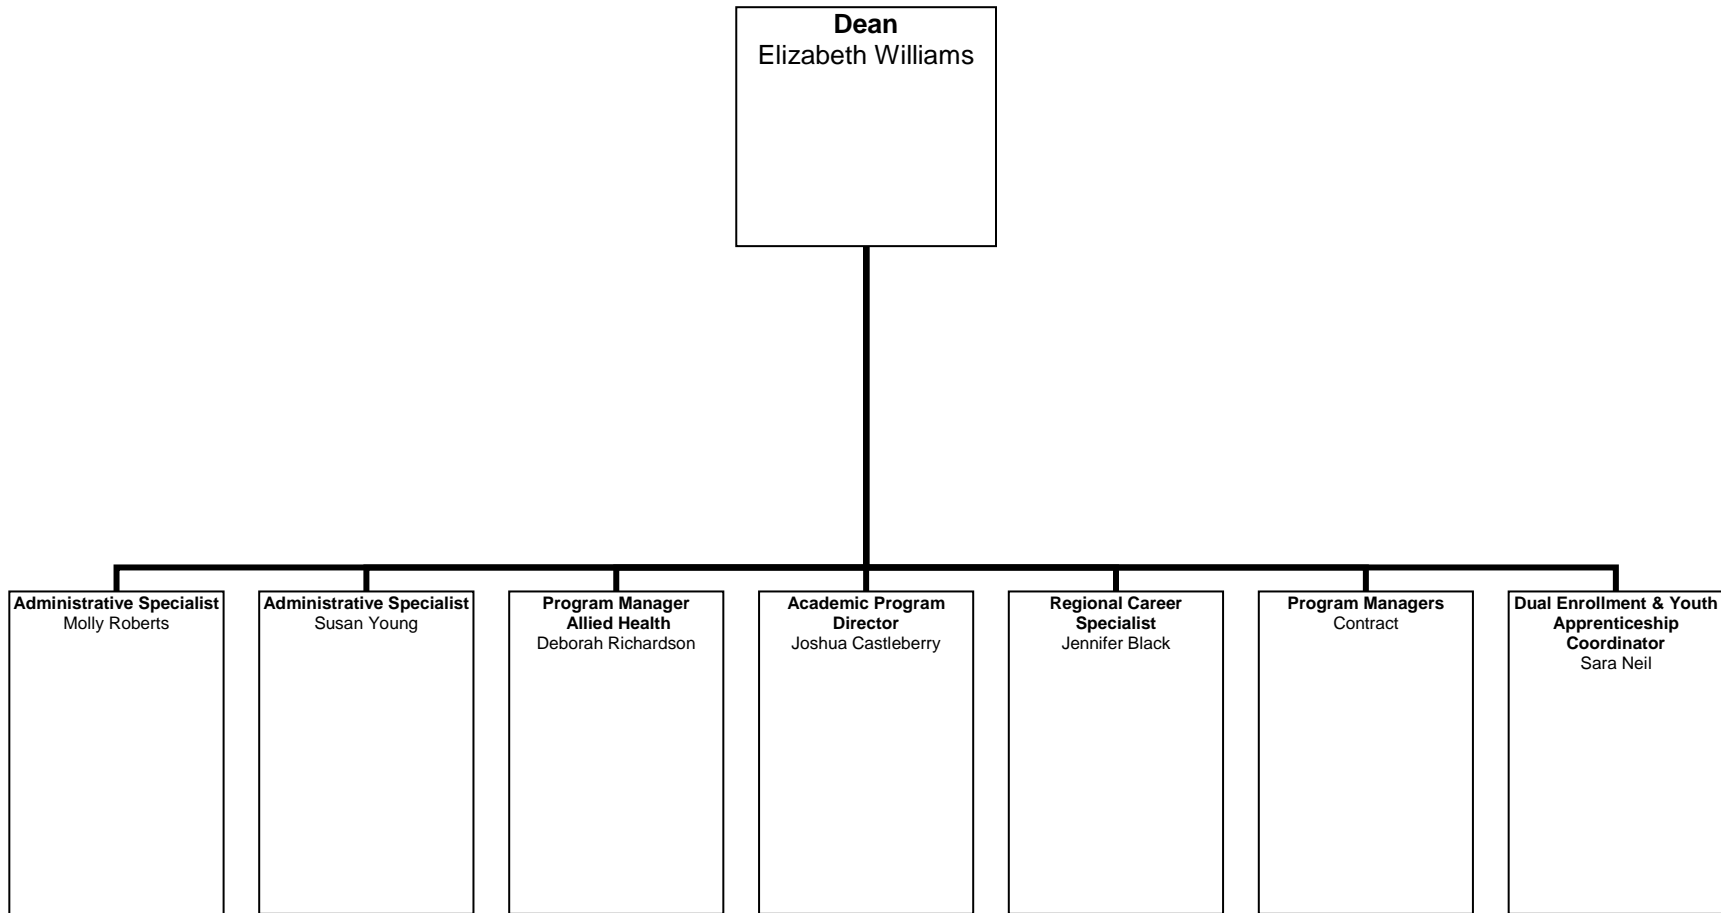 Dean
Elizabeth Williams
Administrative Specialist
Molly Roberts
Administrative Specialist
Susan Young
Program Manager
Allied Health
Deborah Richardson
Academic Program
Director
Joshua Castleberry
Regional Career
Specialist
Jennifer Black
Program Managers
Contract
Dual Enrollment & Youth
Apprenticeship
Coordinator
Sara Neil